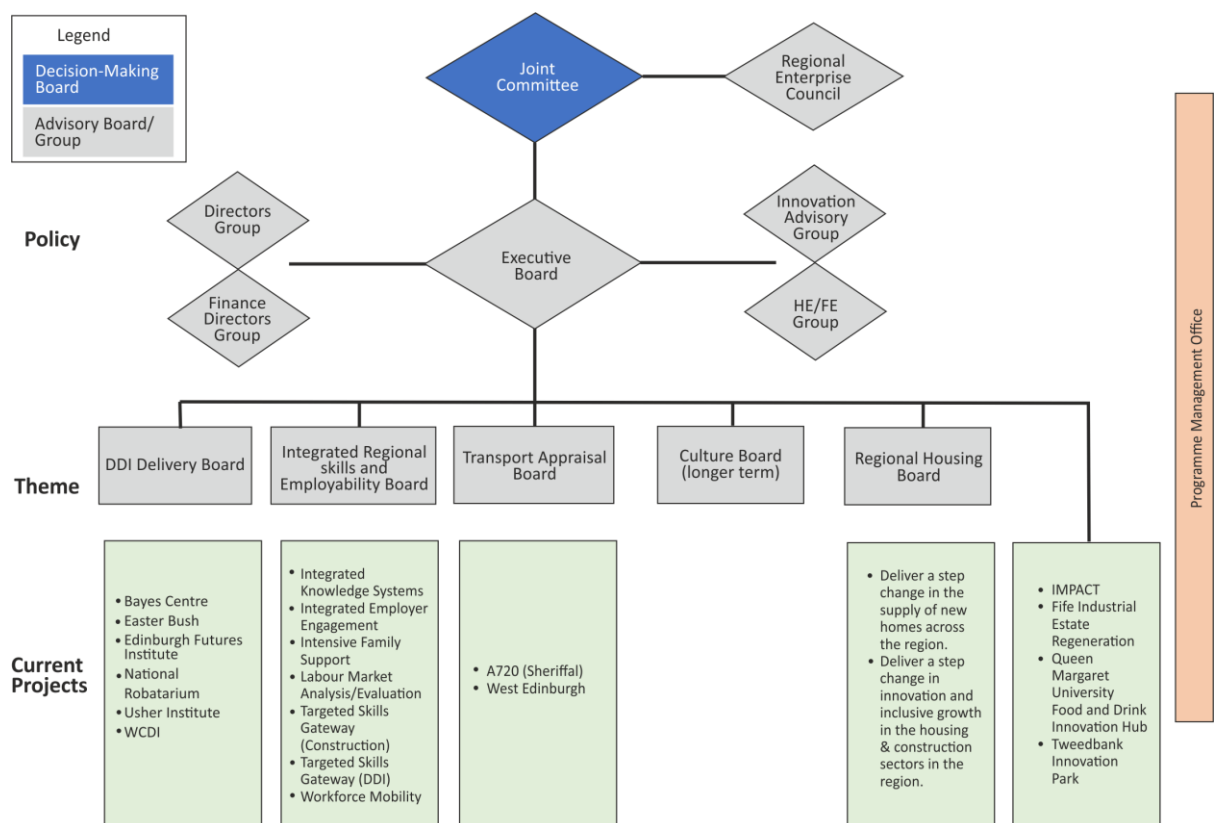 Legend
Decision-Making
Board
Advisory Board/
Group
Joint
Committee
Regional
Enterprise
Council
Policy
Directors
Group
Finance
Directors
Group
Executive
Board
Innovation
Advisory
Group
HE/FE
Group
Programme Management Office
Theme
DDI Delivery Board
Integrated Regional
skills and
Employability Board
Transport Appraisal
Board
Culture Board
(longer term)
Regional Housing
Board
Current
Projects
• Bayes Centre
• Easter Bush
• Edinburgh Futures
Institute
• National
Robatarium
• Usher Institute
• WCDI
• Integrated
Knowledge Systems
• Integrated Employer
Engagement
• Intensive Family
Support
• Labour Market
Analysis/Evaluation
• Targeted Skills
Gateway
(Construction)
• Targeted Skills
Gateway (DDI)
• Workforce Mobility
• A720 (Sheriffal)
• West Edinburgh
• Deliver a step
change in the
supply of new
homes across
the region.
• Deliver a step
change in
innovation and
inclusive growth
in the housing
& construction
sectors in the
region.
• IMPACT
• Fife Industrial
Estate
Regeneration
• Queen
Margaret
University
Food and Drink
Innovation Hub
• Tweedbank
Innovation
Park